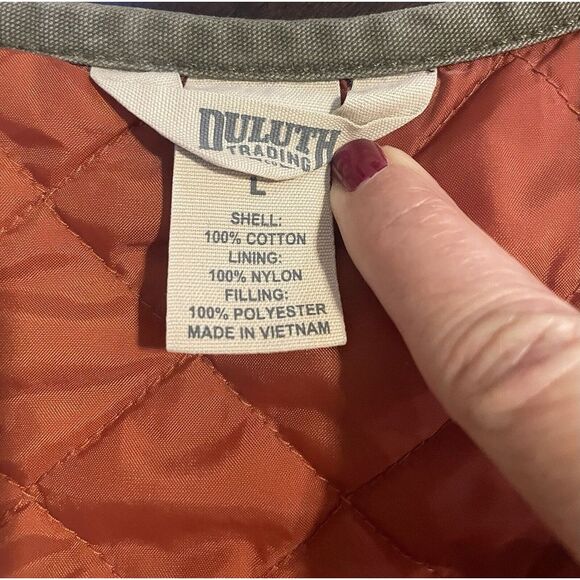 DULUTH
TRADING
L
SHELL:
100% COTTON
LINING:
100% NYLON
FILLING:
100% POLYESTER
MADE IN VIETNAM